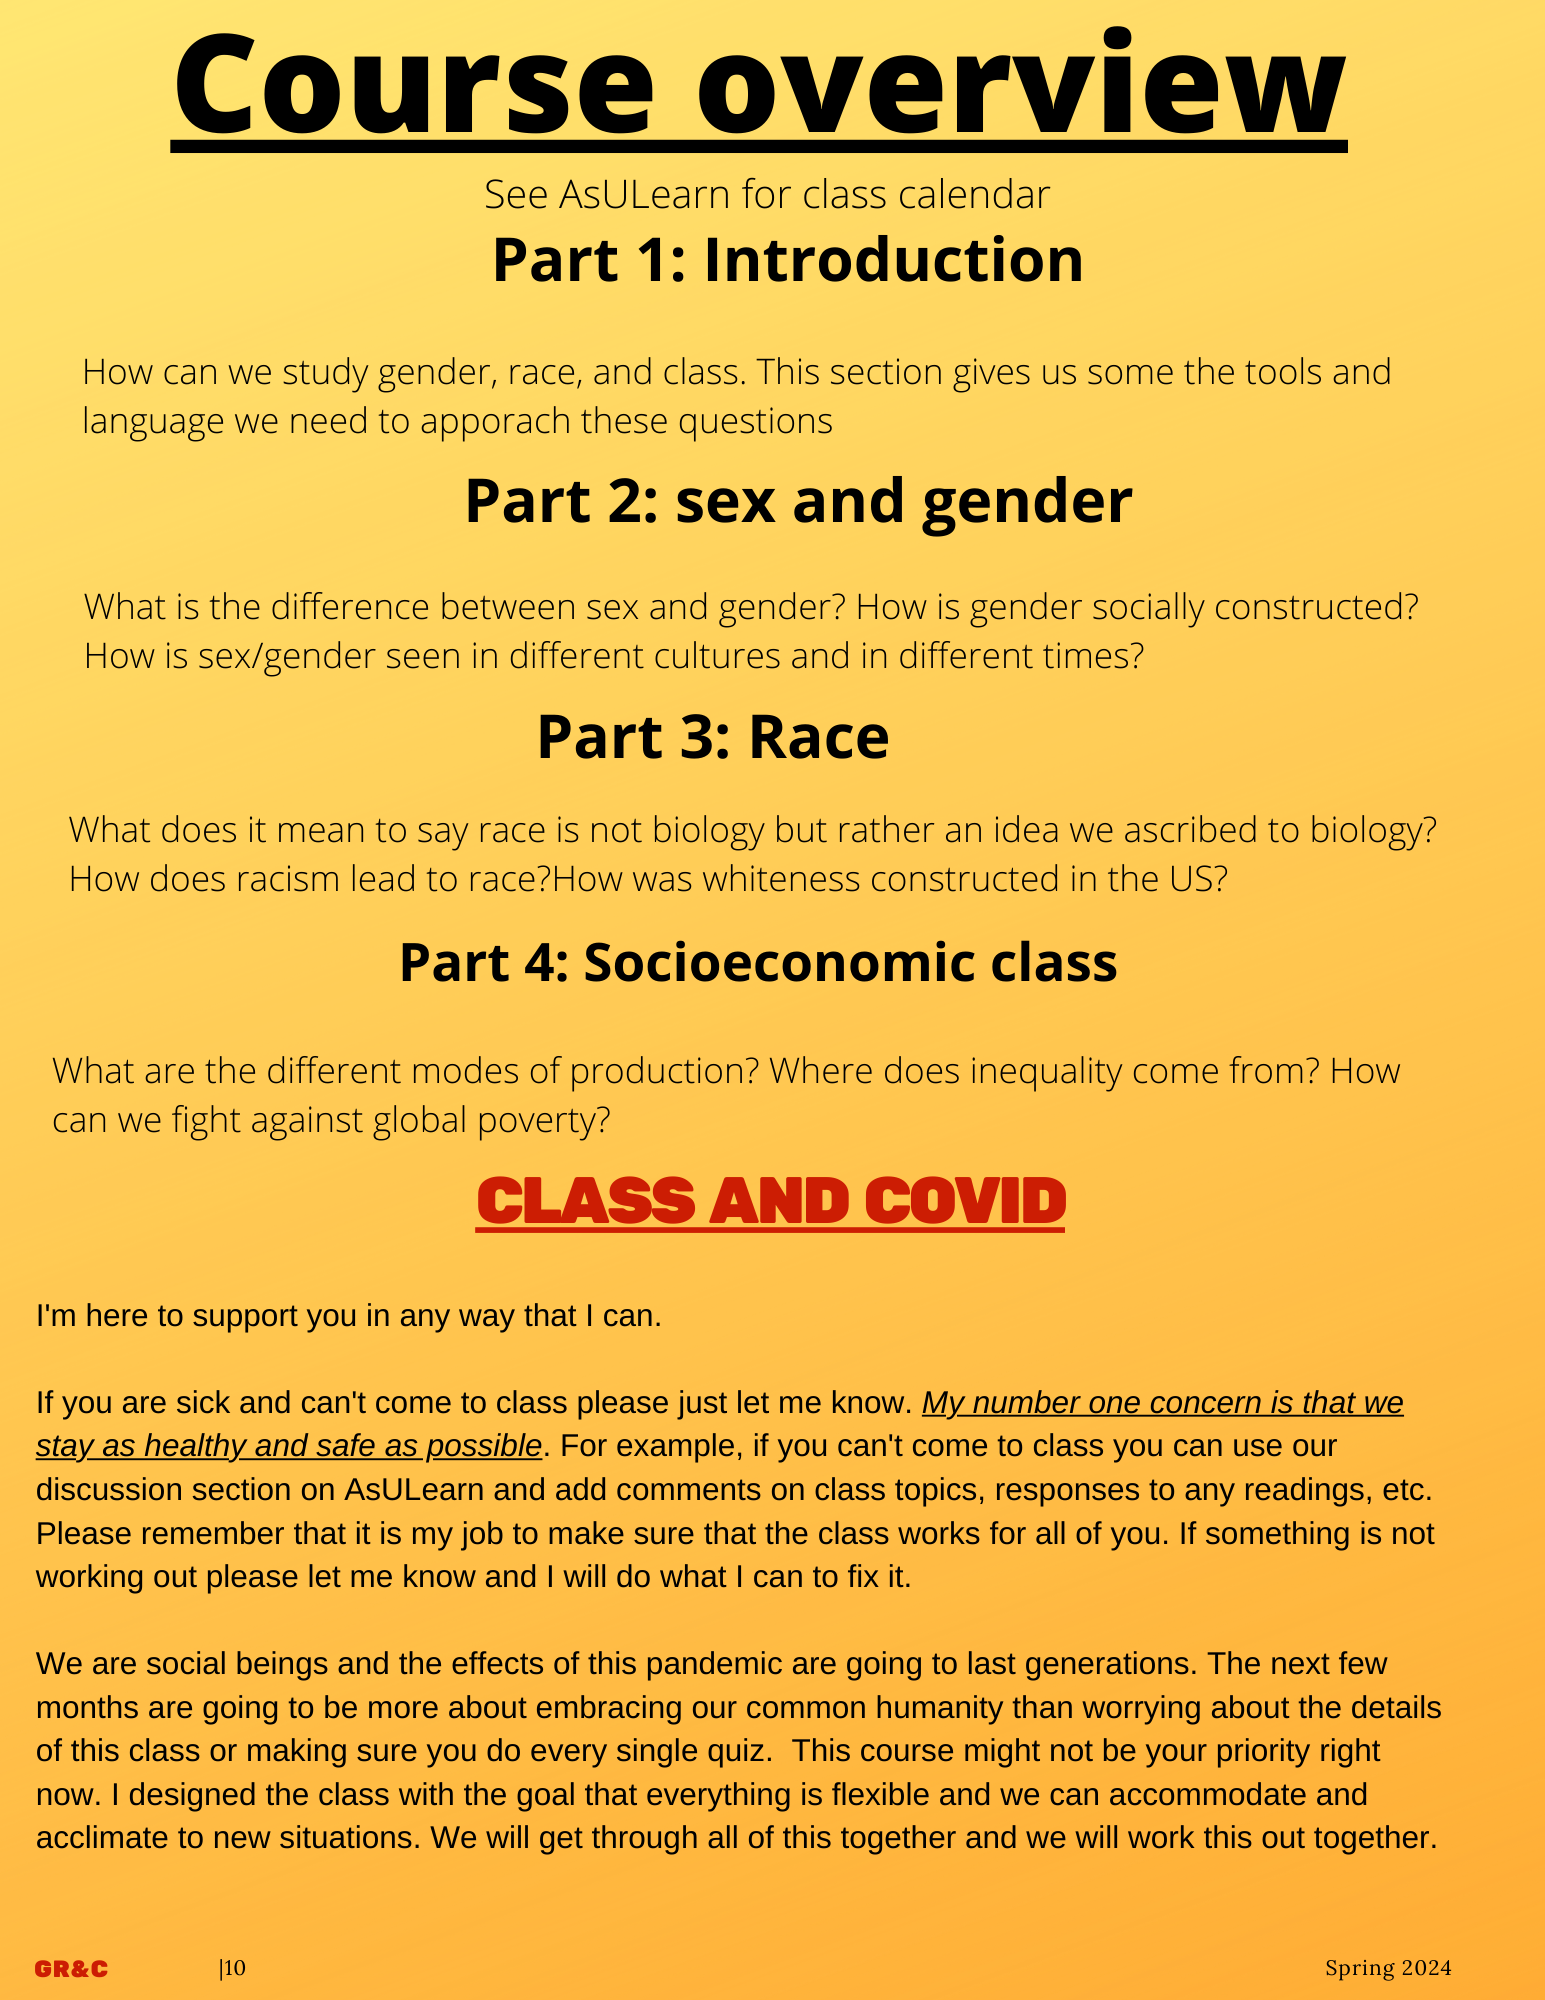 Course overview
See AsULearn for class calendar
Part 1: Introduction
How can we study gender, race, and class. This section gives us some the tools and
language we need to apporach these questions
Part 2: sex and gender
What is the difference between sex and gender? How is gender socially constructed?
How is sex/gender seen in different cultures and in different times?
Part 3: Race
What does it mean to say race is not biology but rather an idea we ascribed to biology?
How does racism lead to race?How was whiteness constructed in the US?
Part 4: Socioeconomic class
What are the different modes of production? Where does inequality come from? How
can we fight against global poverty?
CLASS AND COVID
I'm here to support you in any way that I can.
If you are sick and can't come to class please just let me know. My number one concern is that we
stay as healthy and safe as possible. For example, if you can't come to class you can use our
discussion section on AsULearn and add comments on class topics, responses to any readings, etc.
Please remember that it is my job to make sure that the class works for all of you. If something is not
working out please let me know and I will do what I can to fix it.
We are social beings and the effects of this pandemic are going to last generations. The next few
months are going to be more about embracing our common humanity than worrying about the details
of this class or making sure you do every single quiz.  This course might not be your priority right
now. I designed the class with the goal that everything is flexible and we can accommodate and
acclimate to new situations. We will get through all of this together and we will work this out together.
GR&C |10 Spring 2024